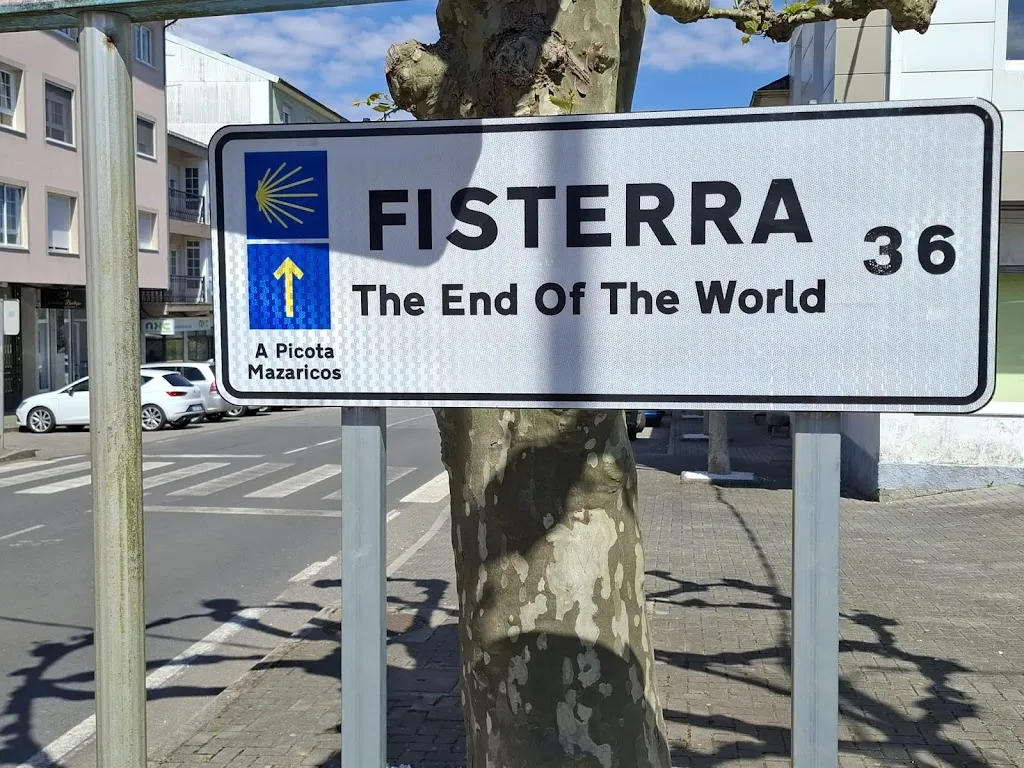 FISTERRA 36
The End Of The World
A Picota
Mazaricos